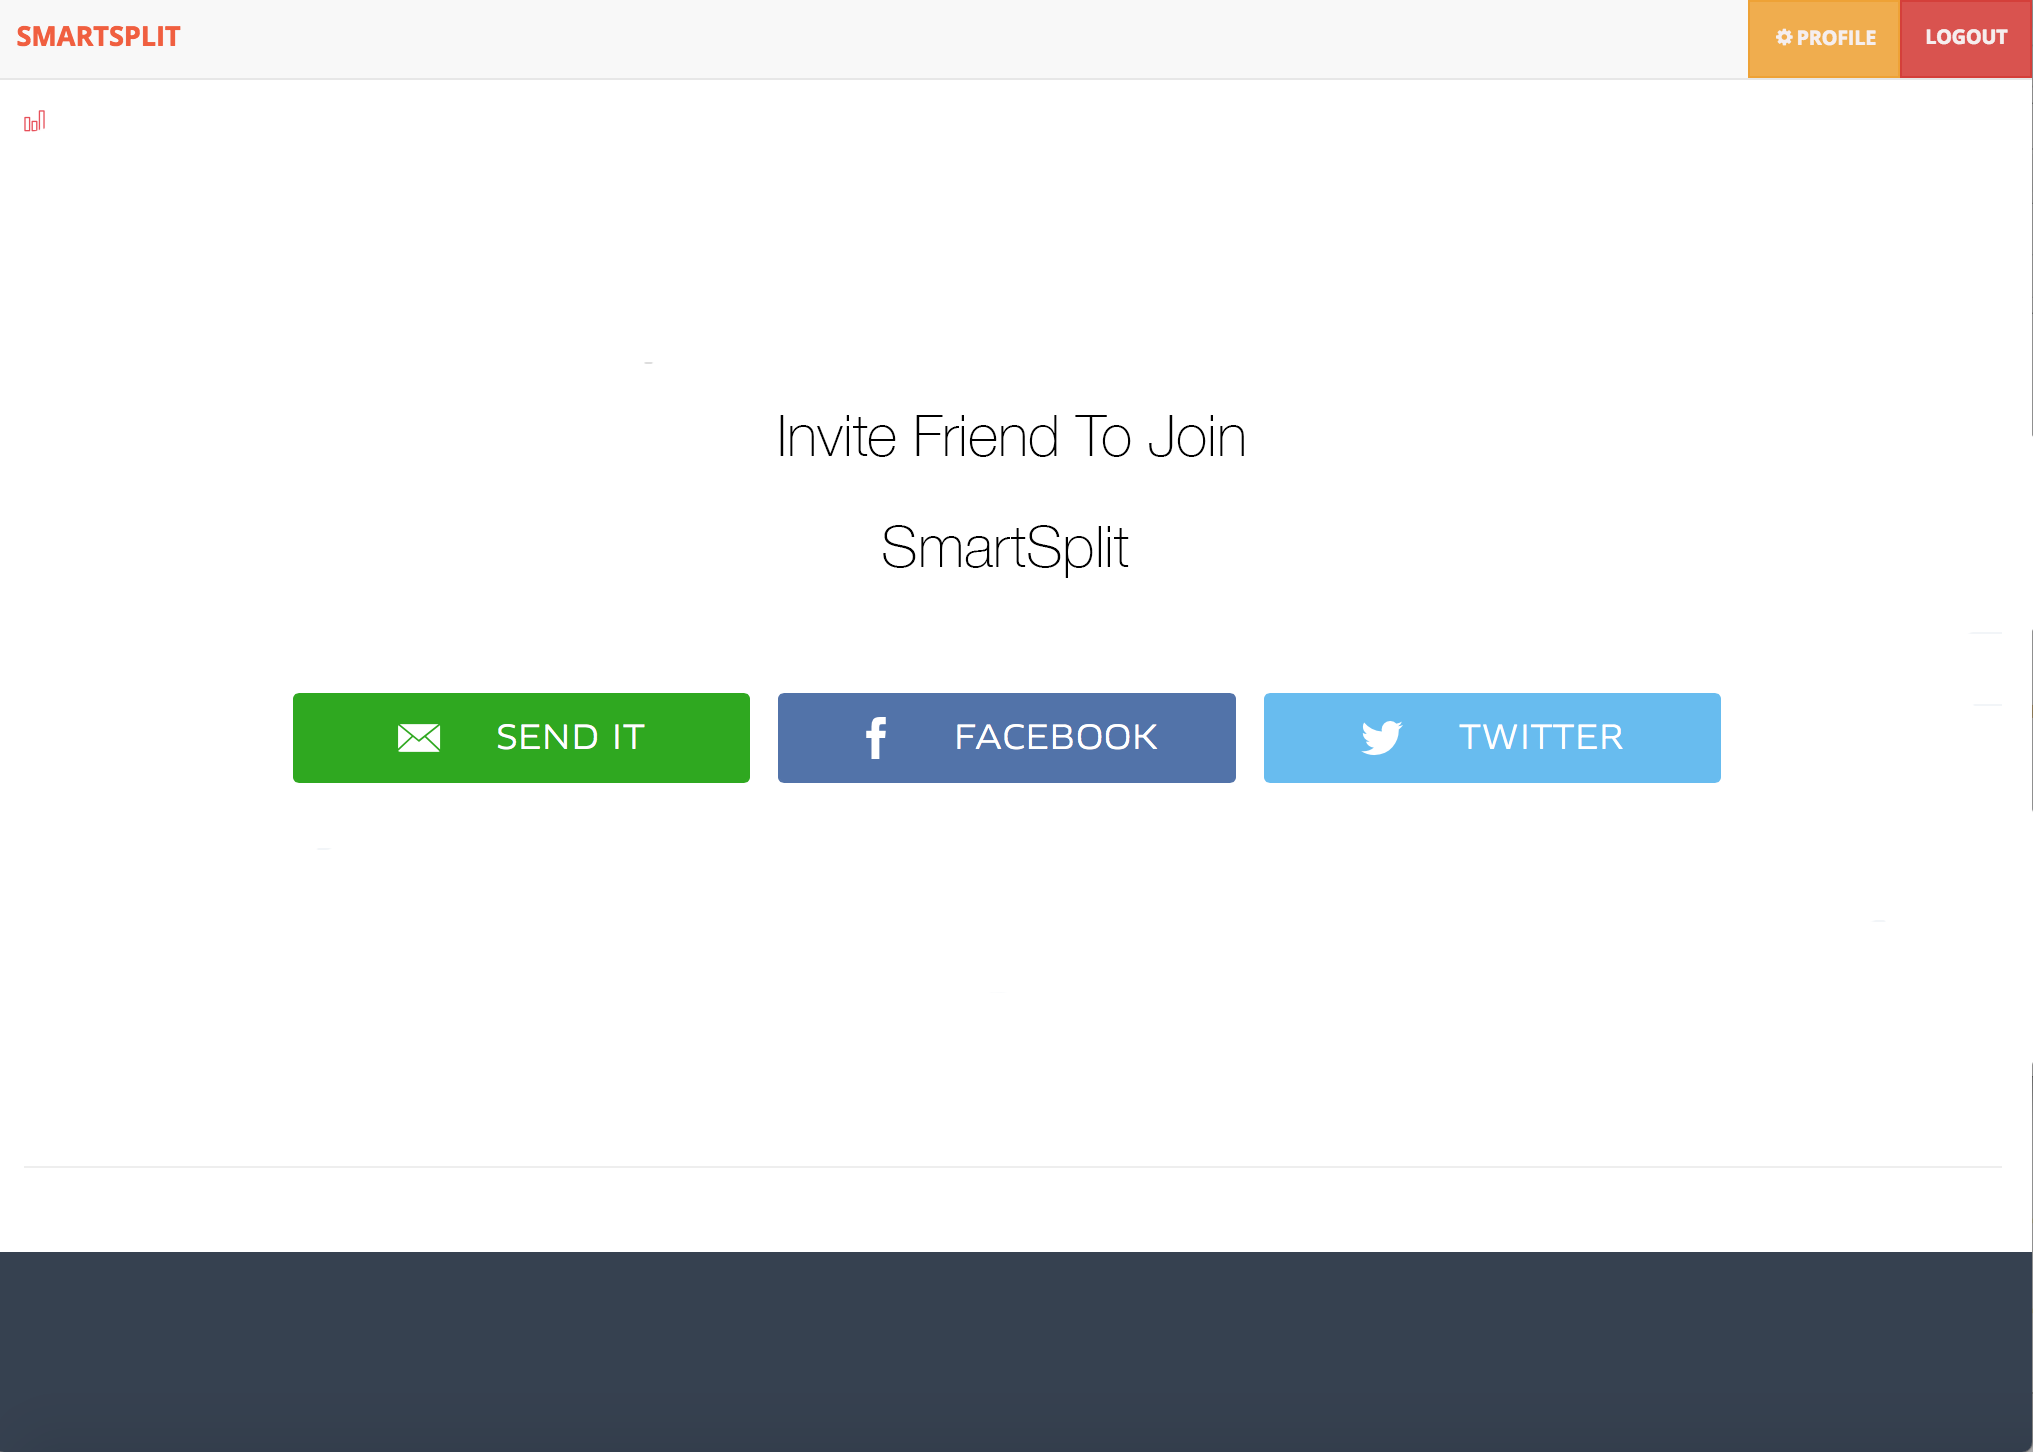 SMARTSPLIT
PROFILE
LOGOUT
Invite Friend To Join
SmartSplit
SEND IT
FACEBOOK
TWITTER